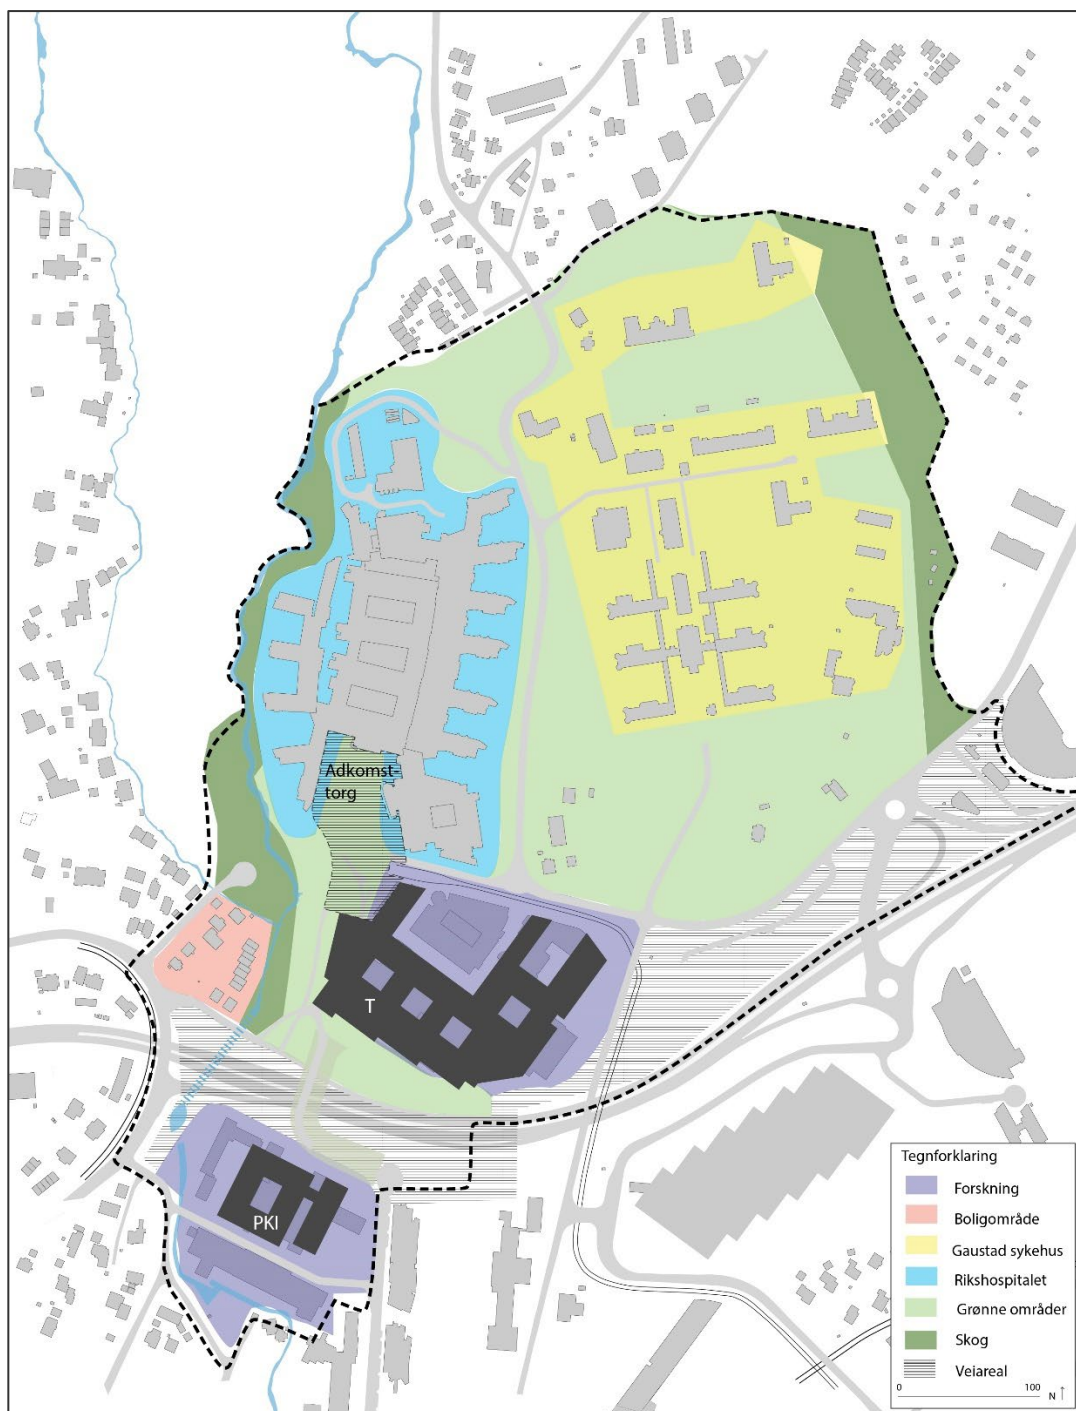 Adkomst-
torg
T
PKI
Tegnforklaring
Forskning
Boligområde
Gaustad sykehus
Rikshospitalet
Grønne områder
Skog
Veiareal
0 100
N ↑